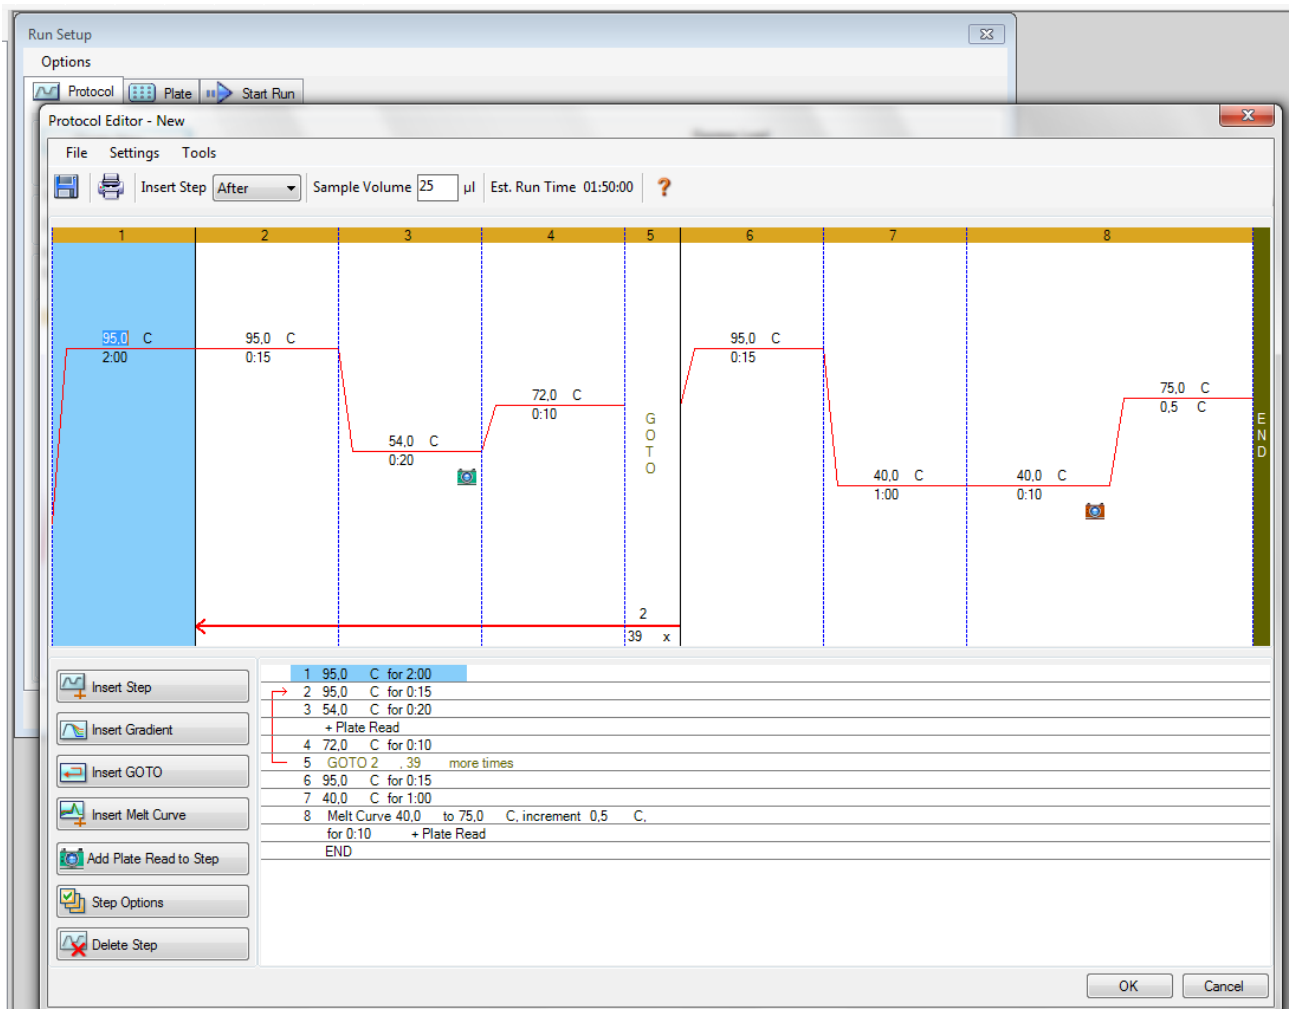 Run Setup
Options
Protocol Plate Start Run
Protocol Editor - New
File Settings Tools
Insert Step After Sample Volume 25 µl Est. Run Time 01:50:00 ?
1 2 3 4 5 6 7 8
95,0 C
2:00
95,0 C
0:15
54,0 C
0:20
72,0 C
0:10
GOTO
2
39 x
95,0 C
0:15
40,0 C
1:00
40,0 C
0:10
75,0 C
0,5 C
END
Insert Step
Insert Gradient
Insert GOTO
Insert Melt Curve
Add Plate Read to Step
Step Options
Delete Step
1 95,0 C for 2:00
2 95,0 C for 0:15
3 54,0 C for 0:20
+ Plate Read
4 72,0 C for 0:10
5 GOTO 2 , 39 more times
6 95,0 C for 0:15
7 40,0 C for 1:00
8 Melt Curve 40,0 to 75,0 C, increment 0,5 C,
for 0:10 + Plate Read
END
OK Cancel